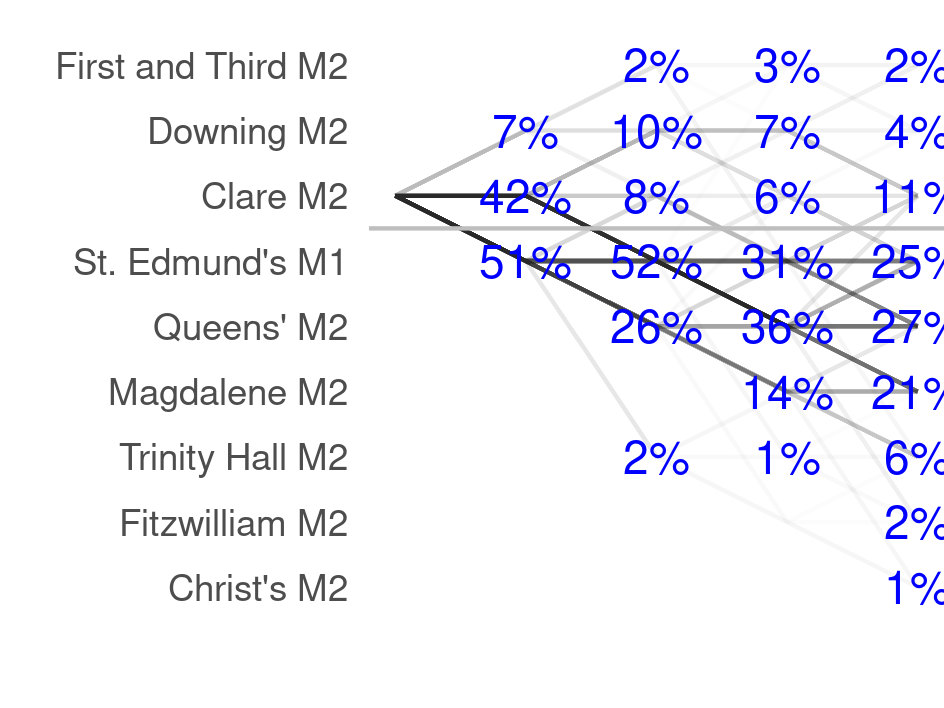 First and Third M2 2% 3% 2%
Downing M2 7% 10% 7% 4%
Clare M2 42% 8% 6% 11%
St. Edmund's M1 51% 52% 31% 25%
Queens' M2 26% 36% 27%
Magdalene M2 14% 21%
Trinity Hall M2 2% 1% 6%
Fitzwilliam M2 2%
Christ's M2 1%